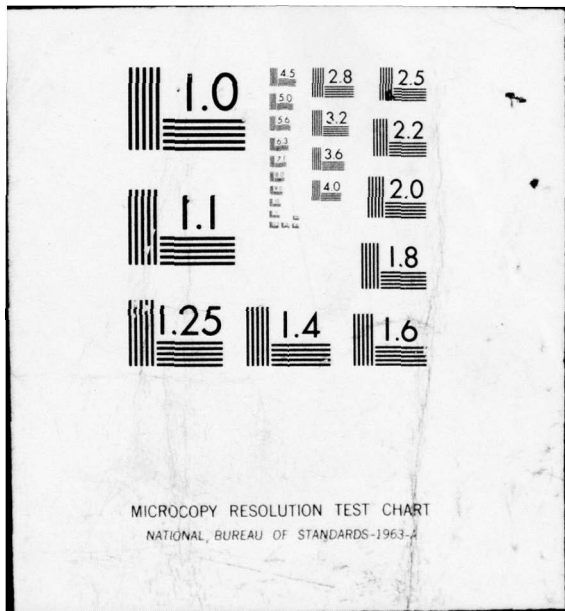 1.0 4.5 2.8 2.5
5.0
5.6 3.2 2.2
6.3
3.6
1.1 4.0 2.0
1.8
1.25 1.4 1.6
MICROCOPY RESOLUTION TEST CHART
NATIONAL BUREAU OF STANDARDS-1963-A